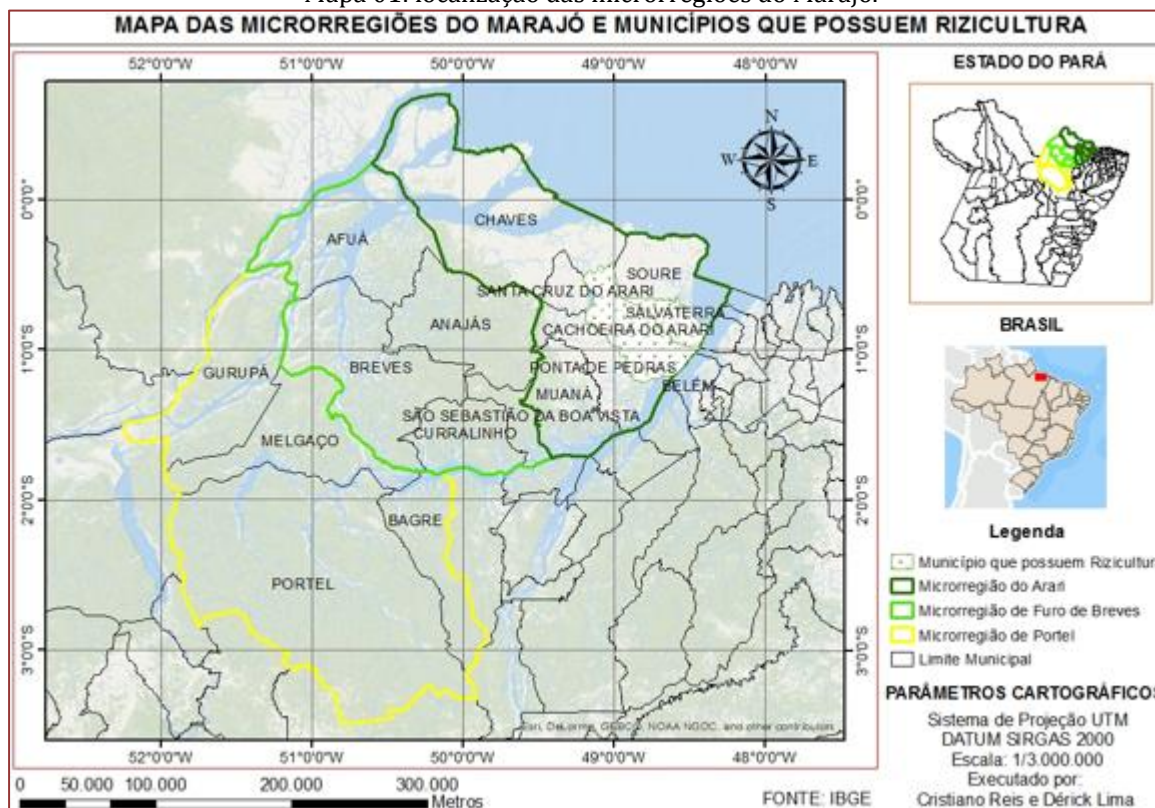 Mapa 01: localização das microrregiões do Marajó.
MAPA DAS MICRORREGIÕES DO MARAJÓ E MUNICÍPIOS QUE POSSUEM RIZICULTURA
52°0'0"W 51°0'0"W 50°0'0"W 49°0'0"W 48°0'0"W
N
W E
S
0°0'0" 0°0'0"
CHAVES
AFUÁ
SOURE
SANTA CRUZ DO ARARI
SALVATERRA
ANAJÁS
CACHOEIRA DO ARARI
1°0'0"S 1°0'0"S
GURUPÁ
BREVES
PONTA DE PEDRAS
BELÉM
MUANÁ
SÃO SEBASTIÃO DA BOA VISTA
CURRALINHO
MELGAÇO
2°0'0"S 2°0'0"S
BAGRE
PORTEL
3°0'0"S 3°0'0"S
Esri, DeLorme, GEBCO, NOAA NGDC, and other contributors
52°0'0"W 51°0'0"W 50°0'0"W 49°0'0"W 48°0'0"W
0 50.000 100.000 200.000 300.000
Metros
FONTE: IBGE
ESTADO DO PARÁ
BRASIL
Legenda
Município que possuem Rizicultur
Microrregião do Arari
Microrregião de Furo de Breves
Microrregião de Portel
Limite Municipal
PARÂMETROS CARTOGRÁFICOS
Sistema de Projeção UTM
DATUM SIRGAS 2000
Escala: 1/3.000.000
Executado por:
Cristiano Reis e Dérick Lima